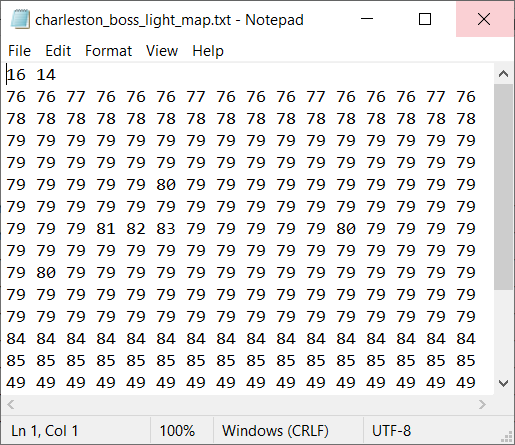 charleston_boss_light_map.txt - Notepad
File Edit Format View Help
16 14
76 76 77 76 76 76 77 76 76 76 77 76 76 76 77 76
78 78 78 78 78 78 78 78 78 78 78 78 78 78 78 78
79 79 79 79 79 79 79 79 79 79 79 79 79 79 79 79
79 79 79 79 79 79 79 79 79 79 79 79 79 79 79 79
79 79 79 79 79 80 79 79 79 79 79 79 79 79 79 79
79 79 79 79 79 79 79 79 79 79 79 79 79 79 79 79
79 79 79 81 82 83 79 79 79 79 79 80 79 79 79 79
79 79 79 79 79 79 79 79 79 79 79 79 79 79 79 79
79 80 79 79 79 79 79 79 79 79 79 79 79 79 79 79
79 79 79 79 79 79 79 79 79 79 79 79 79 79 79 79
79 79 79 79 79 79 79 79 79 79 79 79 79 79 79 79
84 84 84 84 84 84 84 84 84 84 84 84 84 84 84 84
85 85 85 85 85 85 85 85 85 85 85 85 85 85 85 85
49 49 49 49 49 49 49 49 49 49 49 49 49 49 49 49
Ln 1, Col 1 100% Windows (CRLF) UTF-8